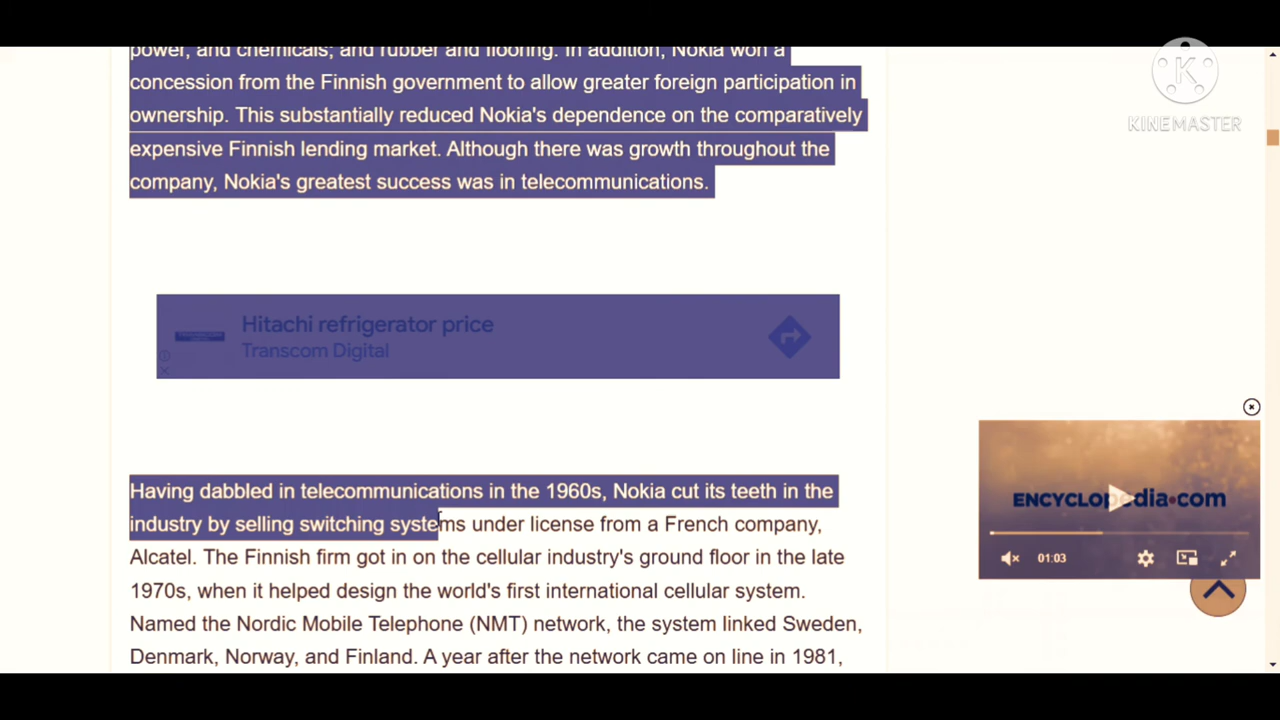 power, and chemicals; and rubber and flooring. In addition, Nokia won a
concession from the Finnish government to allow greater foreign participation in
ownership. This substantially reduced Nokia's dependence on the comparatively
expensive Finnish lending market. Although there was growth throughout the
company, Nokia's greatest success was in telecommunications.
K
KINEMASTER
Hitachi refrigerator price
Transcom Digital
Having dabbled in telecommunications in the 1960s, Nokia cut its teeth in the
industry by selling switching systems under license from a French company,
Alcatel. The Finnish firm got in on the cellular industry's ground floor in the late
1970s, when it helped design the world's first international cellular system.
Named the Nordic Mobile Telephone (NMT) network, the system linked Sweden,
Denmark, Norway, and Finland. A year after the network came on line in 1981,
ENCYCLOpedia.com
01:03